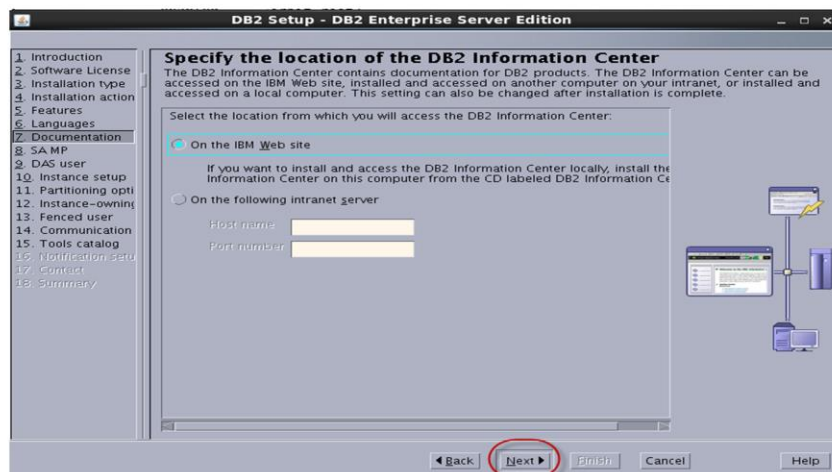 DB2 Setup - DB2 Enterprise Server Edition
1. Introduction
2. Software License
3. Installation type
4. Installation action
5. Features
6. Languages
7. Documentation
8. SA MP
9. DAS user
10. Instance setup
11. Partitioning opti
12. Instance-owning
13. Fenced user
14. Communication
15. Tools catalog
16. Notification setu
17. Contact
18. Summary
Specify the location of the DB2 Information Center
The DB2 Information Center contains documentation for DB2 products. The DB2 Information Center can be
accessed on the IBM Web site, installed and accessed on another computer on your intranet, or installed and
accessed on a local computer. This setting can also be changed after installation is complete.
Select the location from which you will access the DB2 Information Center:
On the IBM Web site
If you want to install and access the DB2 Information Center locally, install the
Information Center on this computer from the CD labeled DB2 Information Ce
On the following intranet server
Host name
Port number
Back
Next
Finish
Cancel
Help